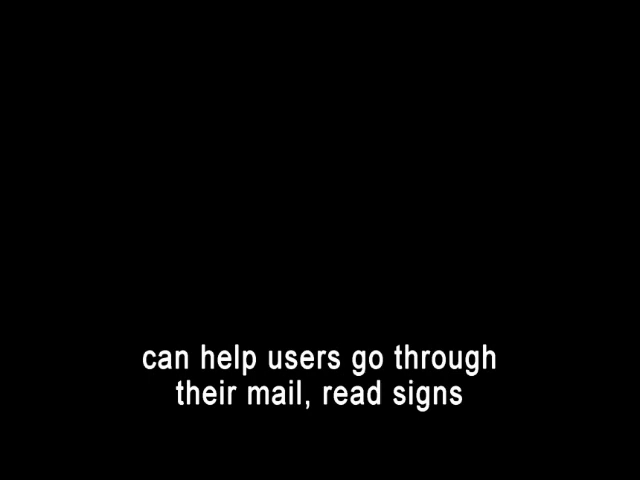 can help users go through
their mail, read signs